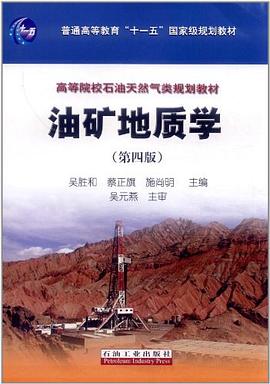 十一五
普通高等教育“十一五”国家级规划教材
高等院校石油天然气类规划教材
油矿地质学
（第四版）
吴胜和 蔡正旗 施尚明 主编
吴元燕 主审
石油工业出版社
Petroleum Industry Press